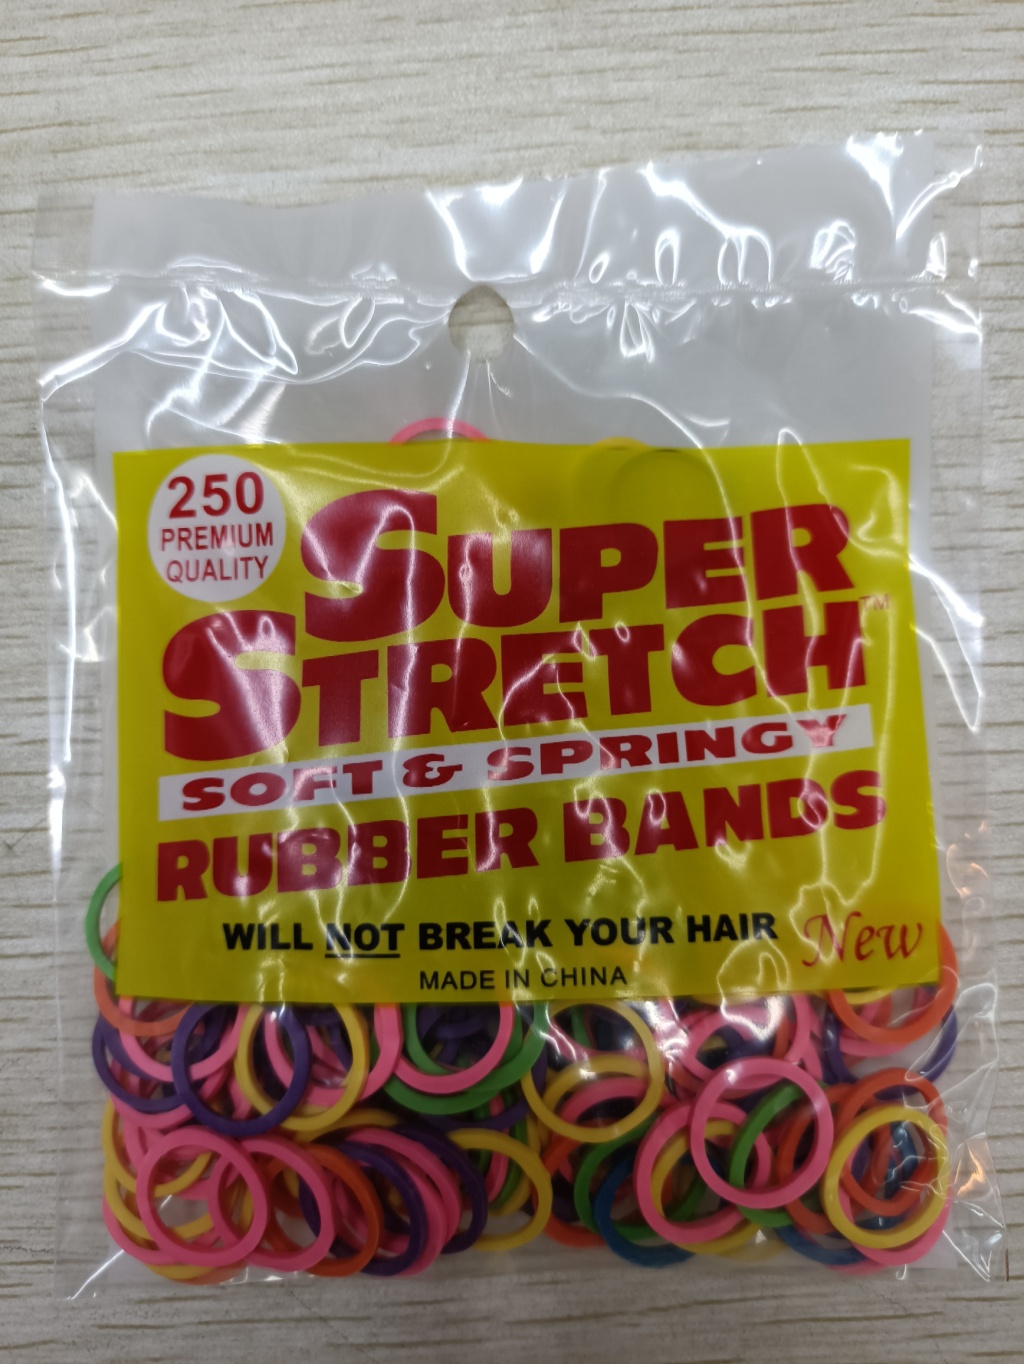 250
PREMIUM
QUALITY
SUPER
STRETCH™
SOFT & SPRINGY
RUBBER BANDS
WILL NOT BREAK YOUR HAIR
New
MADE IN CHINA